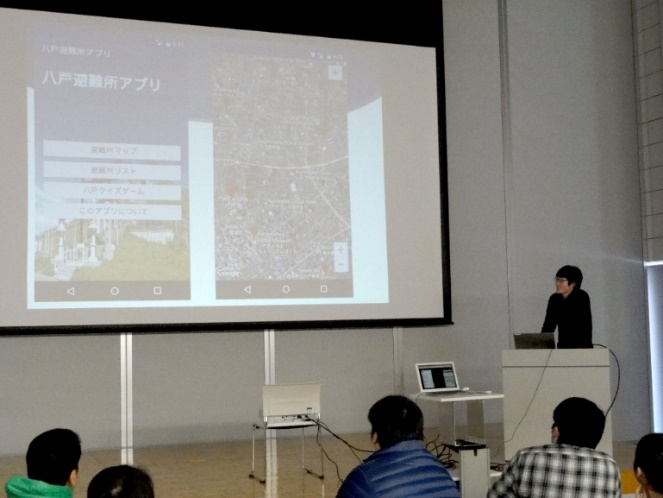 八戸避難所アプリ
八戸避難所アプリ
避難所マップ
避難所リスト
八戸クイズゲーム
このアプリについて
Google